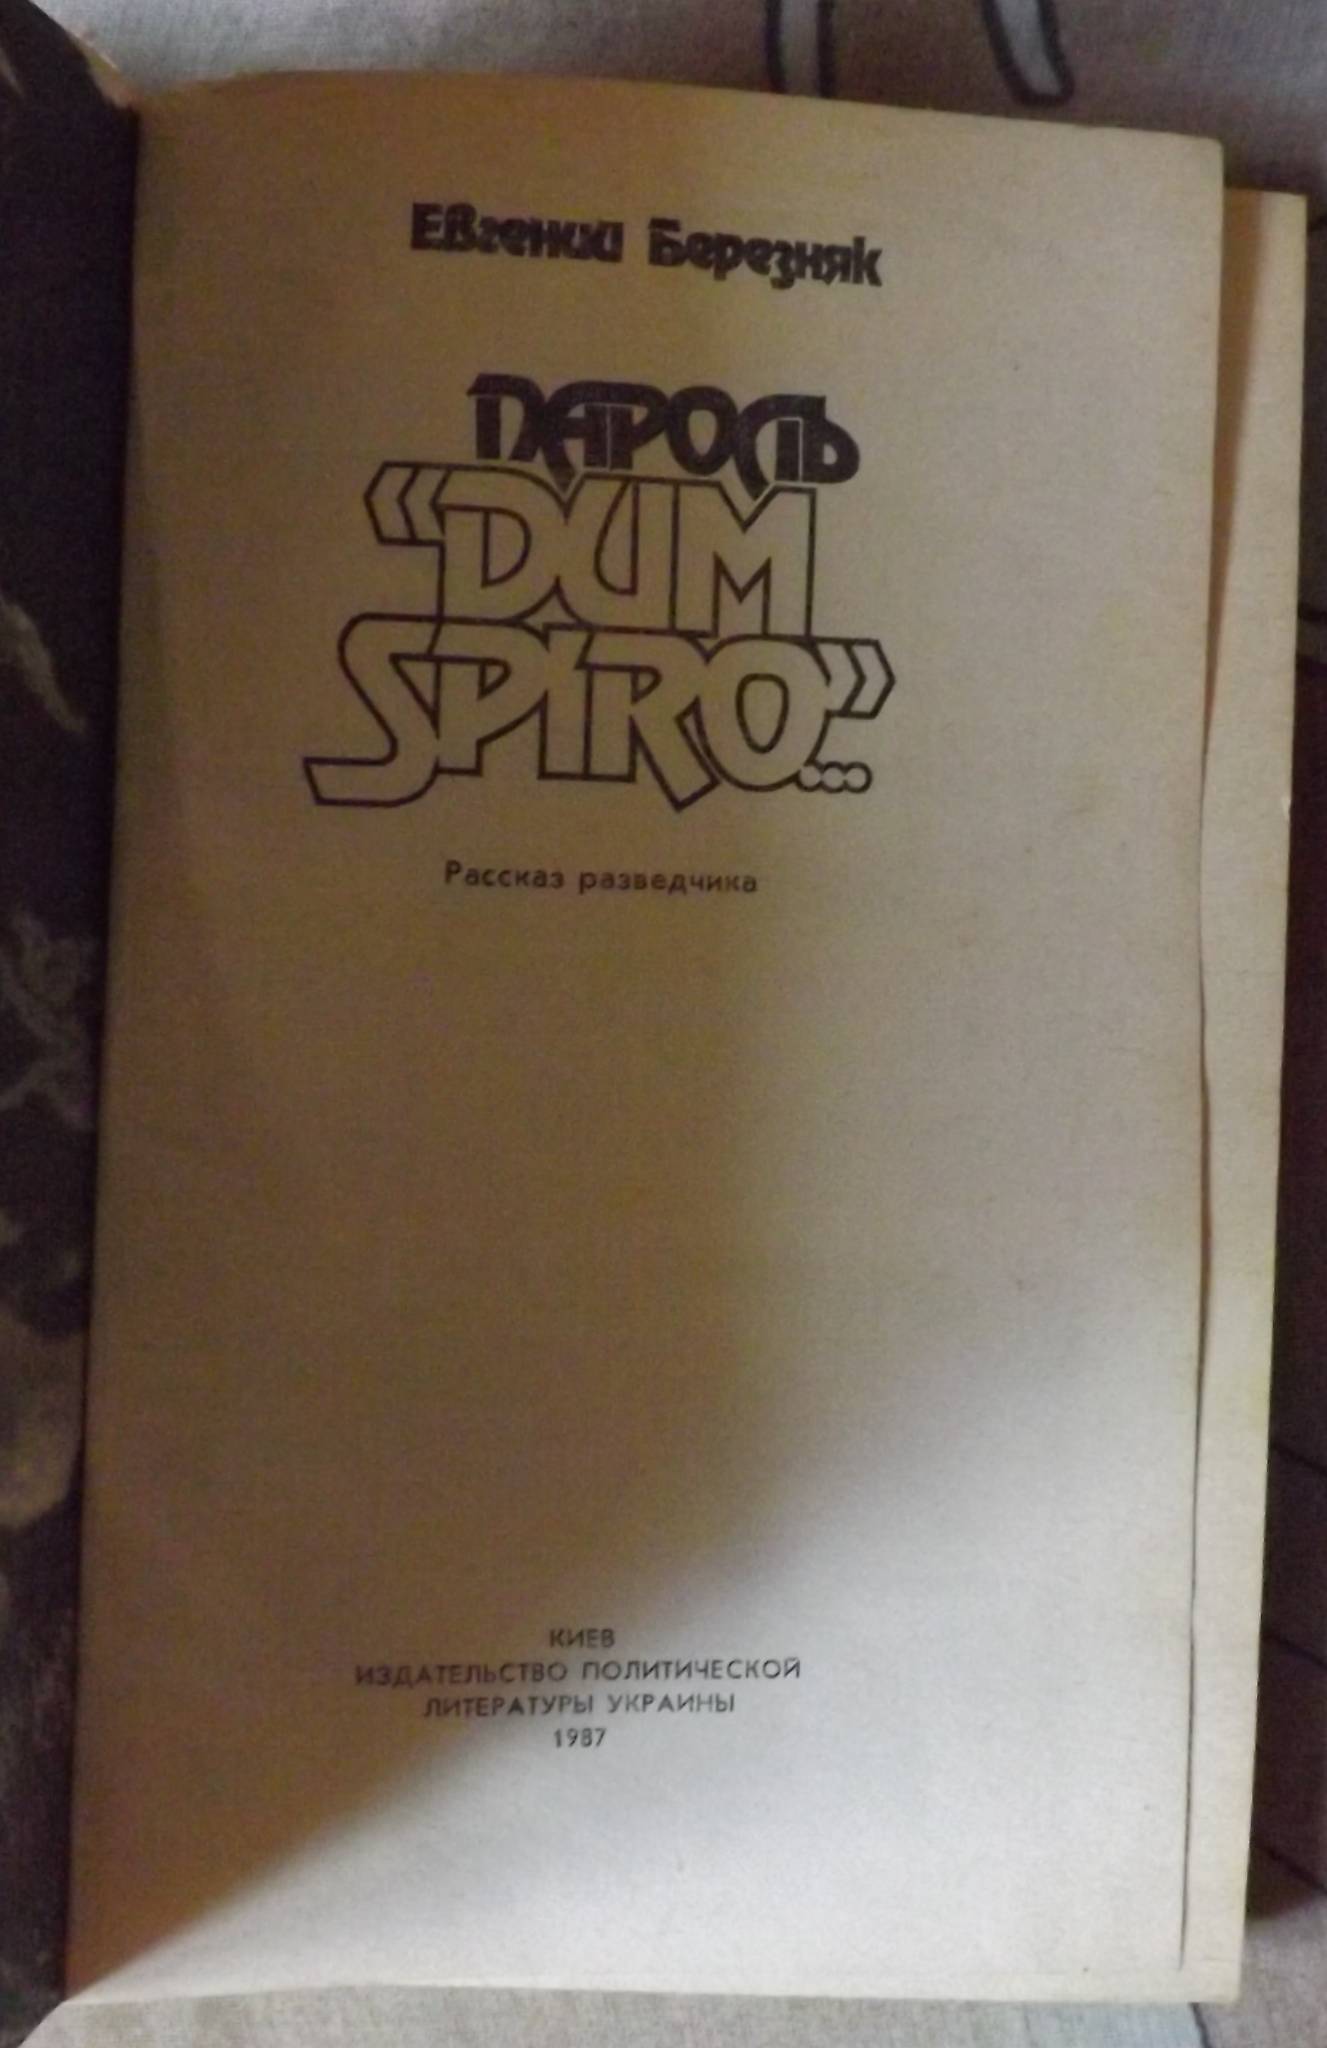 Евгений Березняк
ПАРОЛЬ
“DUM
SPIRO”...
Рассказ разведчика
КИЕВ
ИЗДАТЕЛЬСТВО ПОЛИТИЧЕСКОЙ
ЛИТЕРАТУРЫ УКРАИНЫ
1987